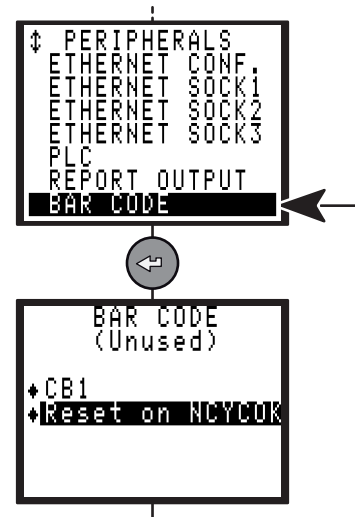 PERIPHERALS
ETHERNET CONF.
ETHERNET SOCK1
ETHERNET SOCK2
ETHERNET SOCK3
PLC
REPORT OUTPUT
BAR CODE
BAR CODE
(Unused)
CB1
Reset on NCYCOK